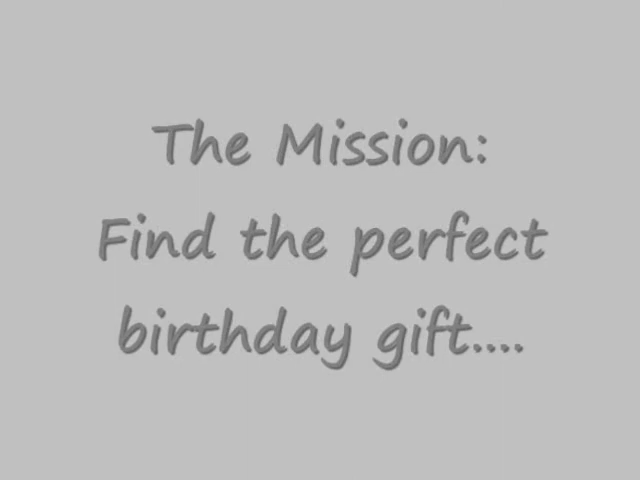 The Mission:
Find the perfect
birthday gift....